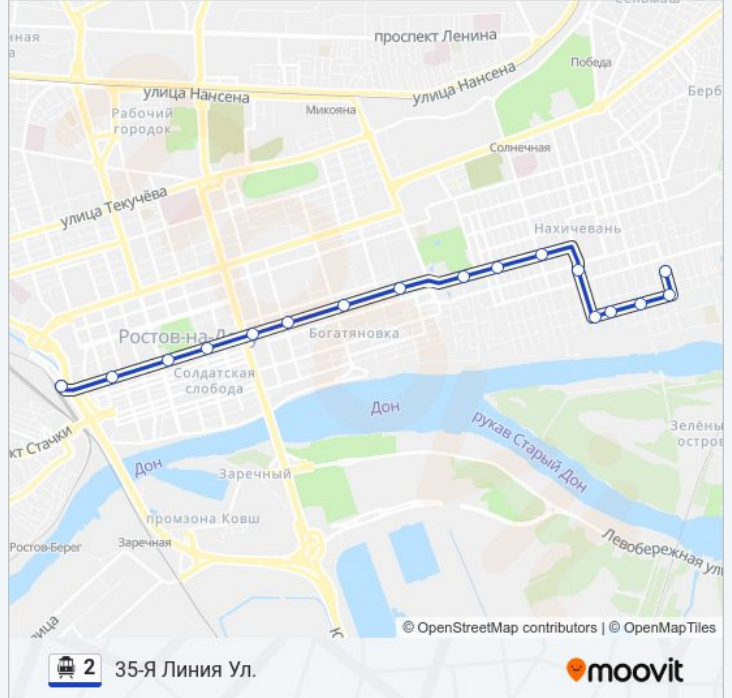 Сельмаш
проспект Ленина
улица Нансена
Победа
улица Нансена
Микояна
Рабочий
городок
Солнечная
улица Текучёва
Нахичевань
Ростов-на-Дону
Богатяновка
Солдатская
слобода
Дон
рукав Старый Дон
Зелёны
остров
кт Стачки
Дон
Заречный
промзона Ковш
Ростов-Берег
Заречная
Левобережная ули
улица
© OpenStreetMap contributors | © OpenMapTiles
2 35-Я Линия Ул.
moovit